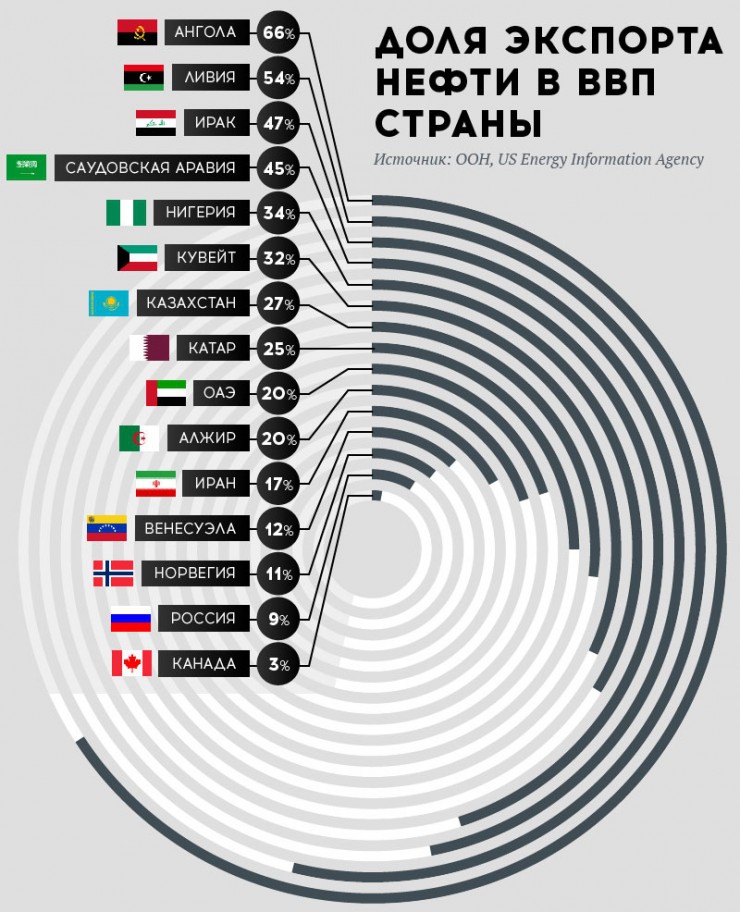 ДОЛЯ ЭКСПОРТА
НЕФТИ В ВВП
СТРАНЫ
Источник: ООН, US Energy Information Agency
АНГОЛА 66%
ЛИВИЯ 54%
ИРАК 47%
САУДОВСКАЯ АРАВИЯ 45%
НИГЕРИЯ 34%
КУВЕЙТ 32%
КАЗАХСТАН 27%
КАТАР 25%
ОАЭ 20%
АЛЖИР 20%
ИРАН 17%
ВЕНЕСУЭЛА 12%
НОРВЕГИЯ 11%
РОССИЯ 9%
КАНАДА 3%